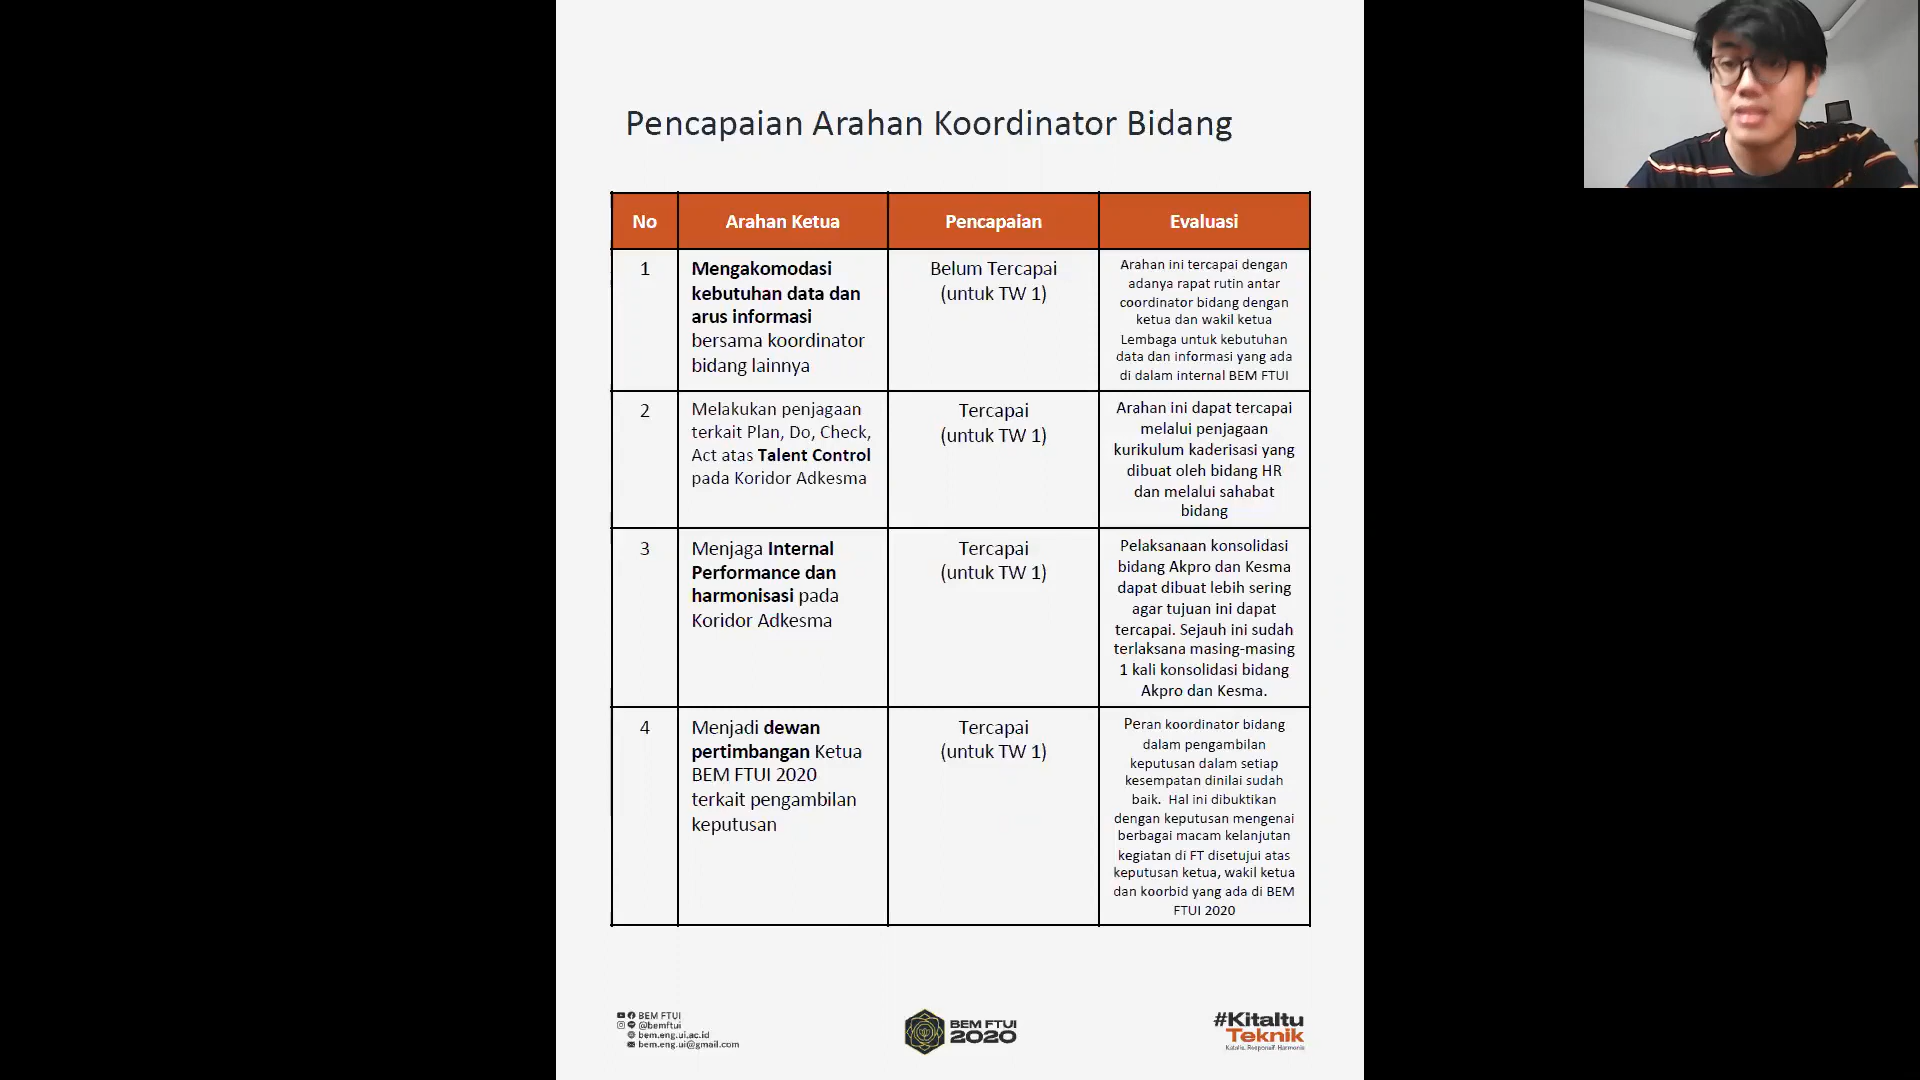 Pencapaian Arahan Koordinator Bidang
No
Arahan Ketua
Pencapaian
Evaluasi
1
Mengakomodasi
kebutuhan data dan
arus informasi
bersama koordinator
bidang lainnya
Belum Tercapai
(untuk TW 1)
Arahan ini tercapai dengan
adanya rapat rutin antar
coordinator bidang dengan
ketua dan wakil ketua
Lembaga untuk kebutuhan
data dan informasi yang ada
di dalam internal BEM FTUI
2
Melakukan penjagaan
terkait Plan, Do, Check,
Act atas Talent Control
pada Koridor Adkesma
Tercapai
(untuk TW 1)
Arahan ini dapat tercapai
melalui penjagaan
kurikulum kaderisasi yang
dibuat oleh bidang HR
dan melalui sahabat
bidang
3
Menjaga Internal
Performance dan
harmonisasi pada
Koridor Adkesma
Tercapai
(untuk TW 1)
Pelaksanaan konsolidasi
bidang Akpro dan Kesma
dapat dibuat lebih sering
agar tujuan ini dapat
tercapai. Sejauh ini sudah
terlaksana masing-masing
1 kali konsolidasi bidang
Akpro dan Kesma.
4
Menjadi dewan
pertimbangan Ketua
BEM FTUI 2020
terkait pengambilan
keputusan
Tercapai
(untuk TW 1)
Peran koordinator bidang
dalam pengambilan
keputusan dalam setiap
kesempatan dinilai sudah
baik. Hal ini dibuktikan
dengan keputusan mengenai
berbagai macam kelanjutan
kegiatan di FT disetujui atas
keputusan ketua, wakil ketua
dan koorbid yang ada di BEM
FTUI 2020
BEM FTUI
@bemftui
bem.eng.ui.ac.id
bem.eng.ui@gmail.com
BEM FTUI
2020
#KitaItu
Teknik
Katalis, Responsif, Harmonis